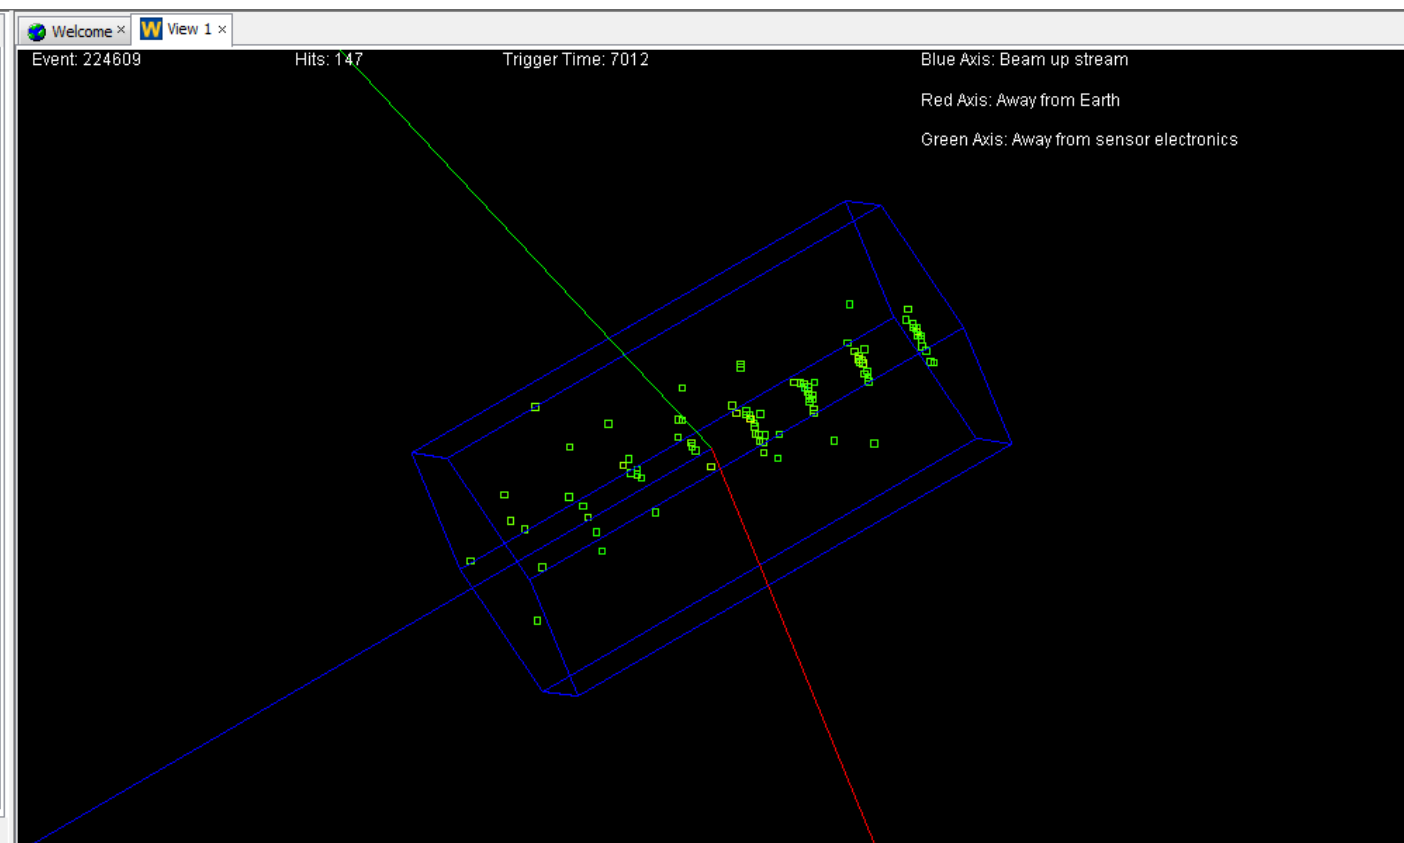 Welcome × W View 1 ×
Event: 224609 Hits: 147 Trigger Time: 7012 Blue Axis: Beam up stream
Red Axis: Away from Earth
Green Axis: Away from sensor electronics